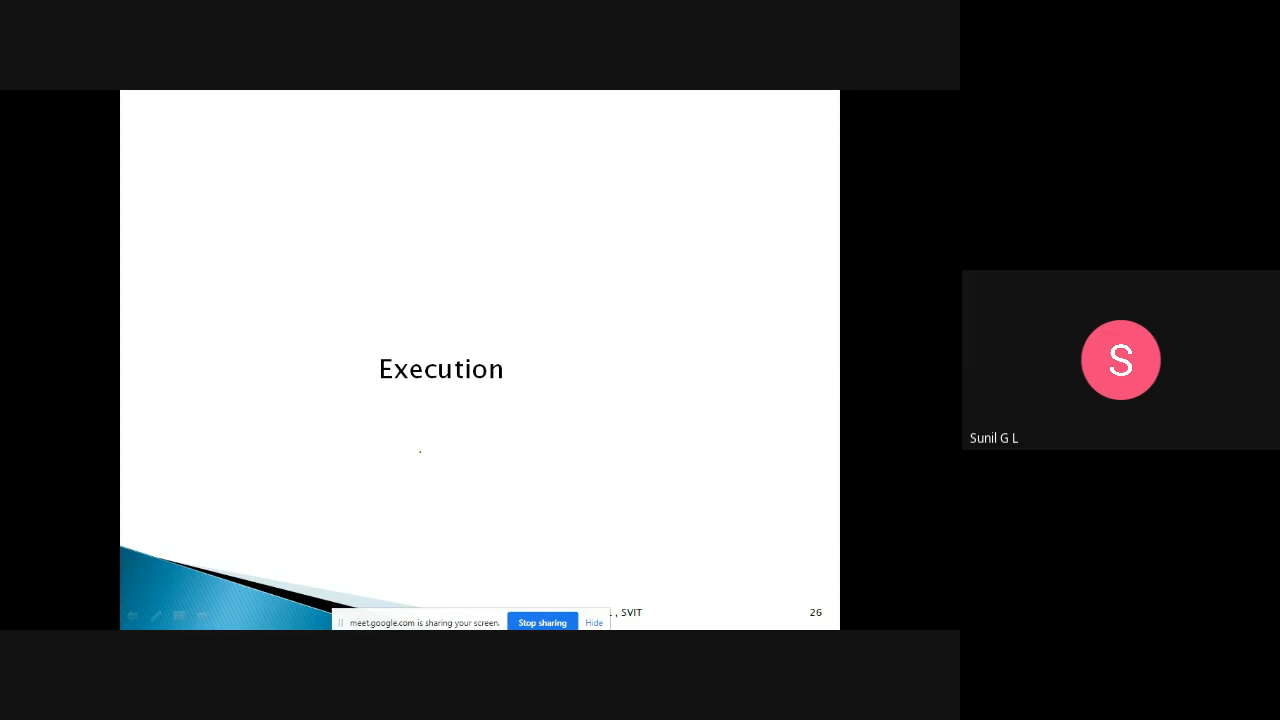 Execution
S
Sunil G L
, SVIT
26
meet.google.com is sharing your screen.
Stop sharing
Hide